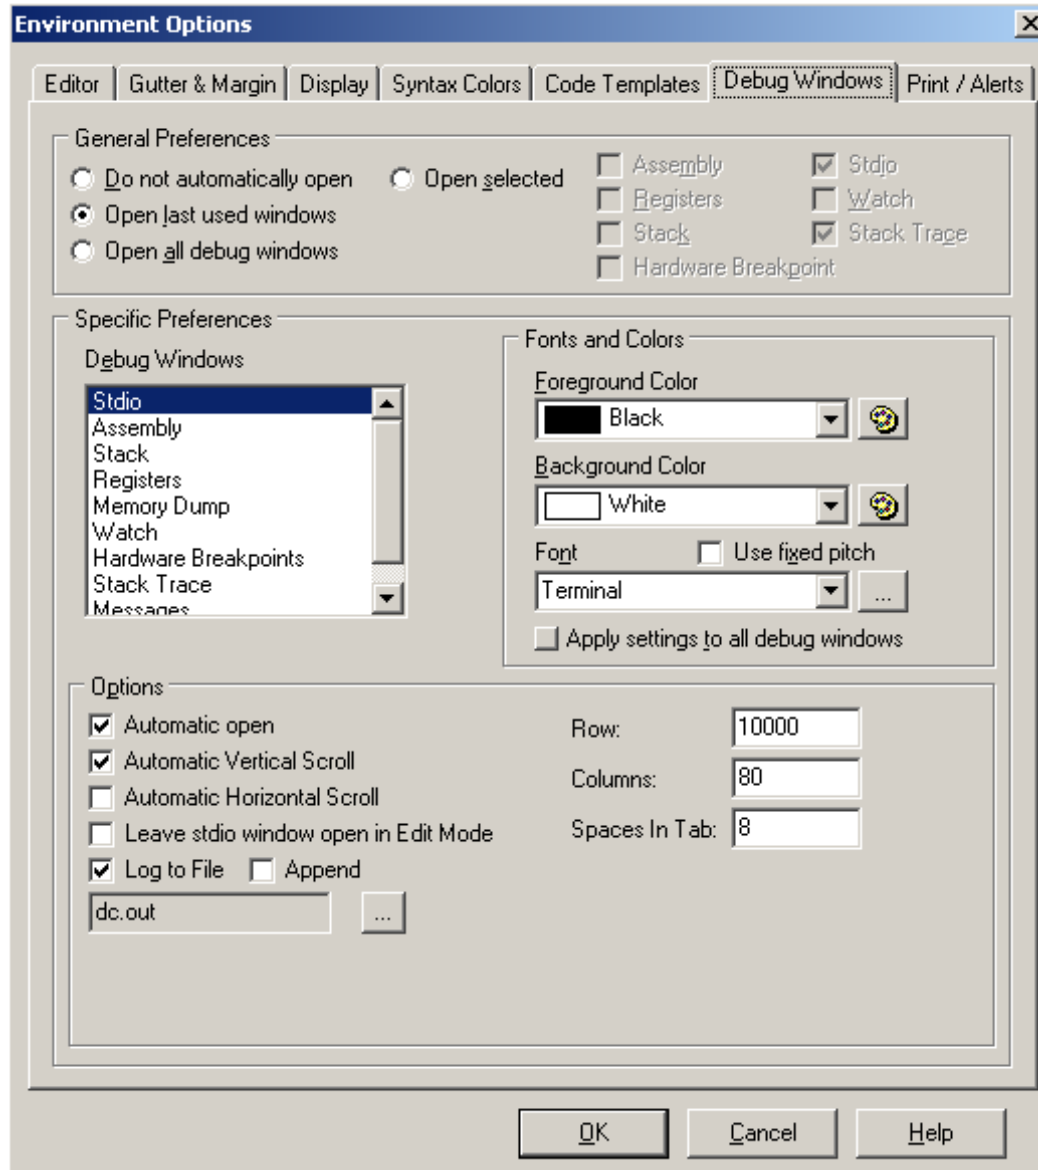 Environment Options
Editor Gutter & Margin Display Syntax Colors Code Templates Debug Windows Print / Alerts
General Preferences
Do not automatically open Open selected Assembly Stdio
Open last used windows Registers Watch
Open all debug windows Stack Stack Trace
Hardware Breakpoint
Specific Preferences
Debug Windows
Stdio
Assembly
Stack
Registers
Memory Dump
Watch
Hardware Breakpoints
Stack Trace
Messages
Fonts and Colors
Foreground Color
Black
Background Color
White
Font Use fixed pitch
Terminal ...
Apply settings to all debug windows
Options
Automatic open
Automatic Vertical Scroll
Automatic Horizontal Scroll
Leave stdio window open in Edit Mode
Log to File Append
dc.out ...
Row: 10000
Columns: 80
Spaces In Tab: 8
OK Cancel Help